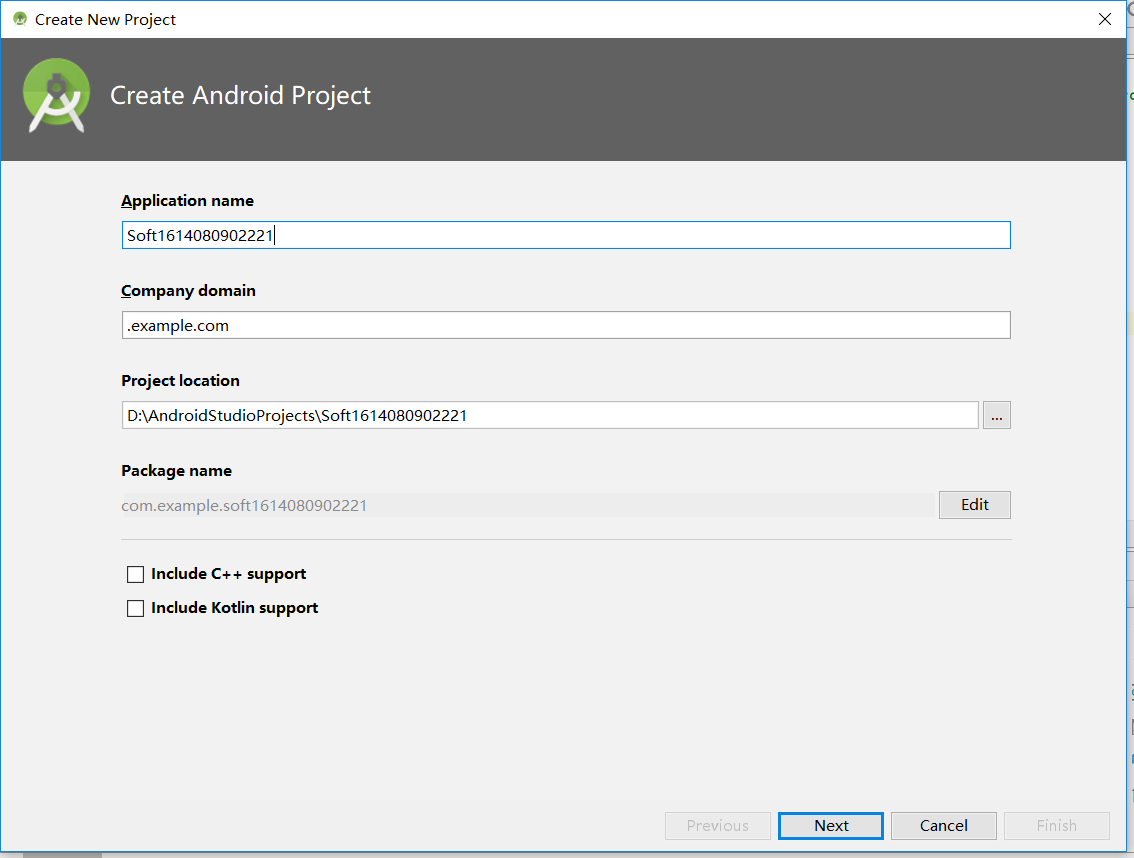 Create New Project
Create Android Project
Application name
Soft1614080902221
Company domain
.example.com
Project location
D:\AndroidStudioProjects\Soft1614080902221
...
Package name
com.example.soft1614080902221
Edit
Include C++ support
Include Kotlin support
Previous
Next
Cancel
Finish